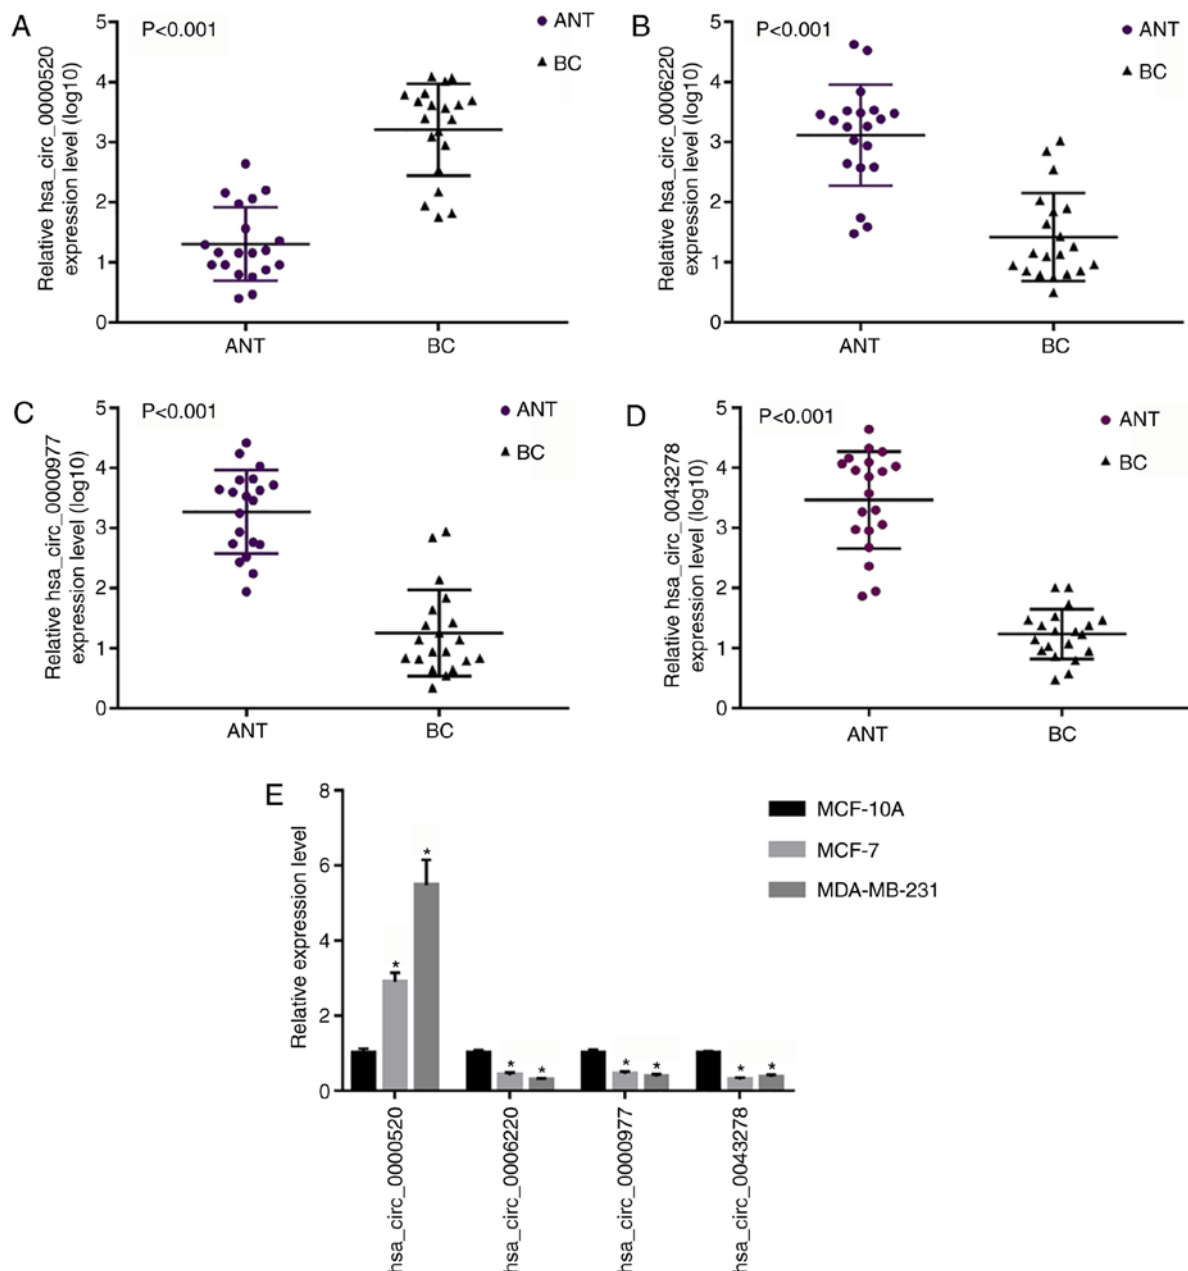 A
P<0.001
ANT
BC
Relative hsa_circ_0000520
expression level (log10)
5
4
3
2
1
0
ANT
BC
B
P<0.001
ANT
BC
Relative hsa_circ_0006220
expression level (log10)
5
4
3
2
1
0
ANT
BC
C
P<0.001
ANT
BC
Relative hsa_circ_0000977
expression level (log10)
5
4
3
2
1
0
ANT
BC
D
P<0.001
ANT
BC
Relative hsa_circ_0043278
expression level (log10)
5
4
3
2
1
0
ANT
BC
E
Relative expression level
8
6
4
2
0
* * * * * * * *
MCF-10A
MCF-7
MDA-MB-231
hsa_circ_0000520
hsa_circ_0006220
hsa_circ_0000977
hsa_circ_0043278